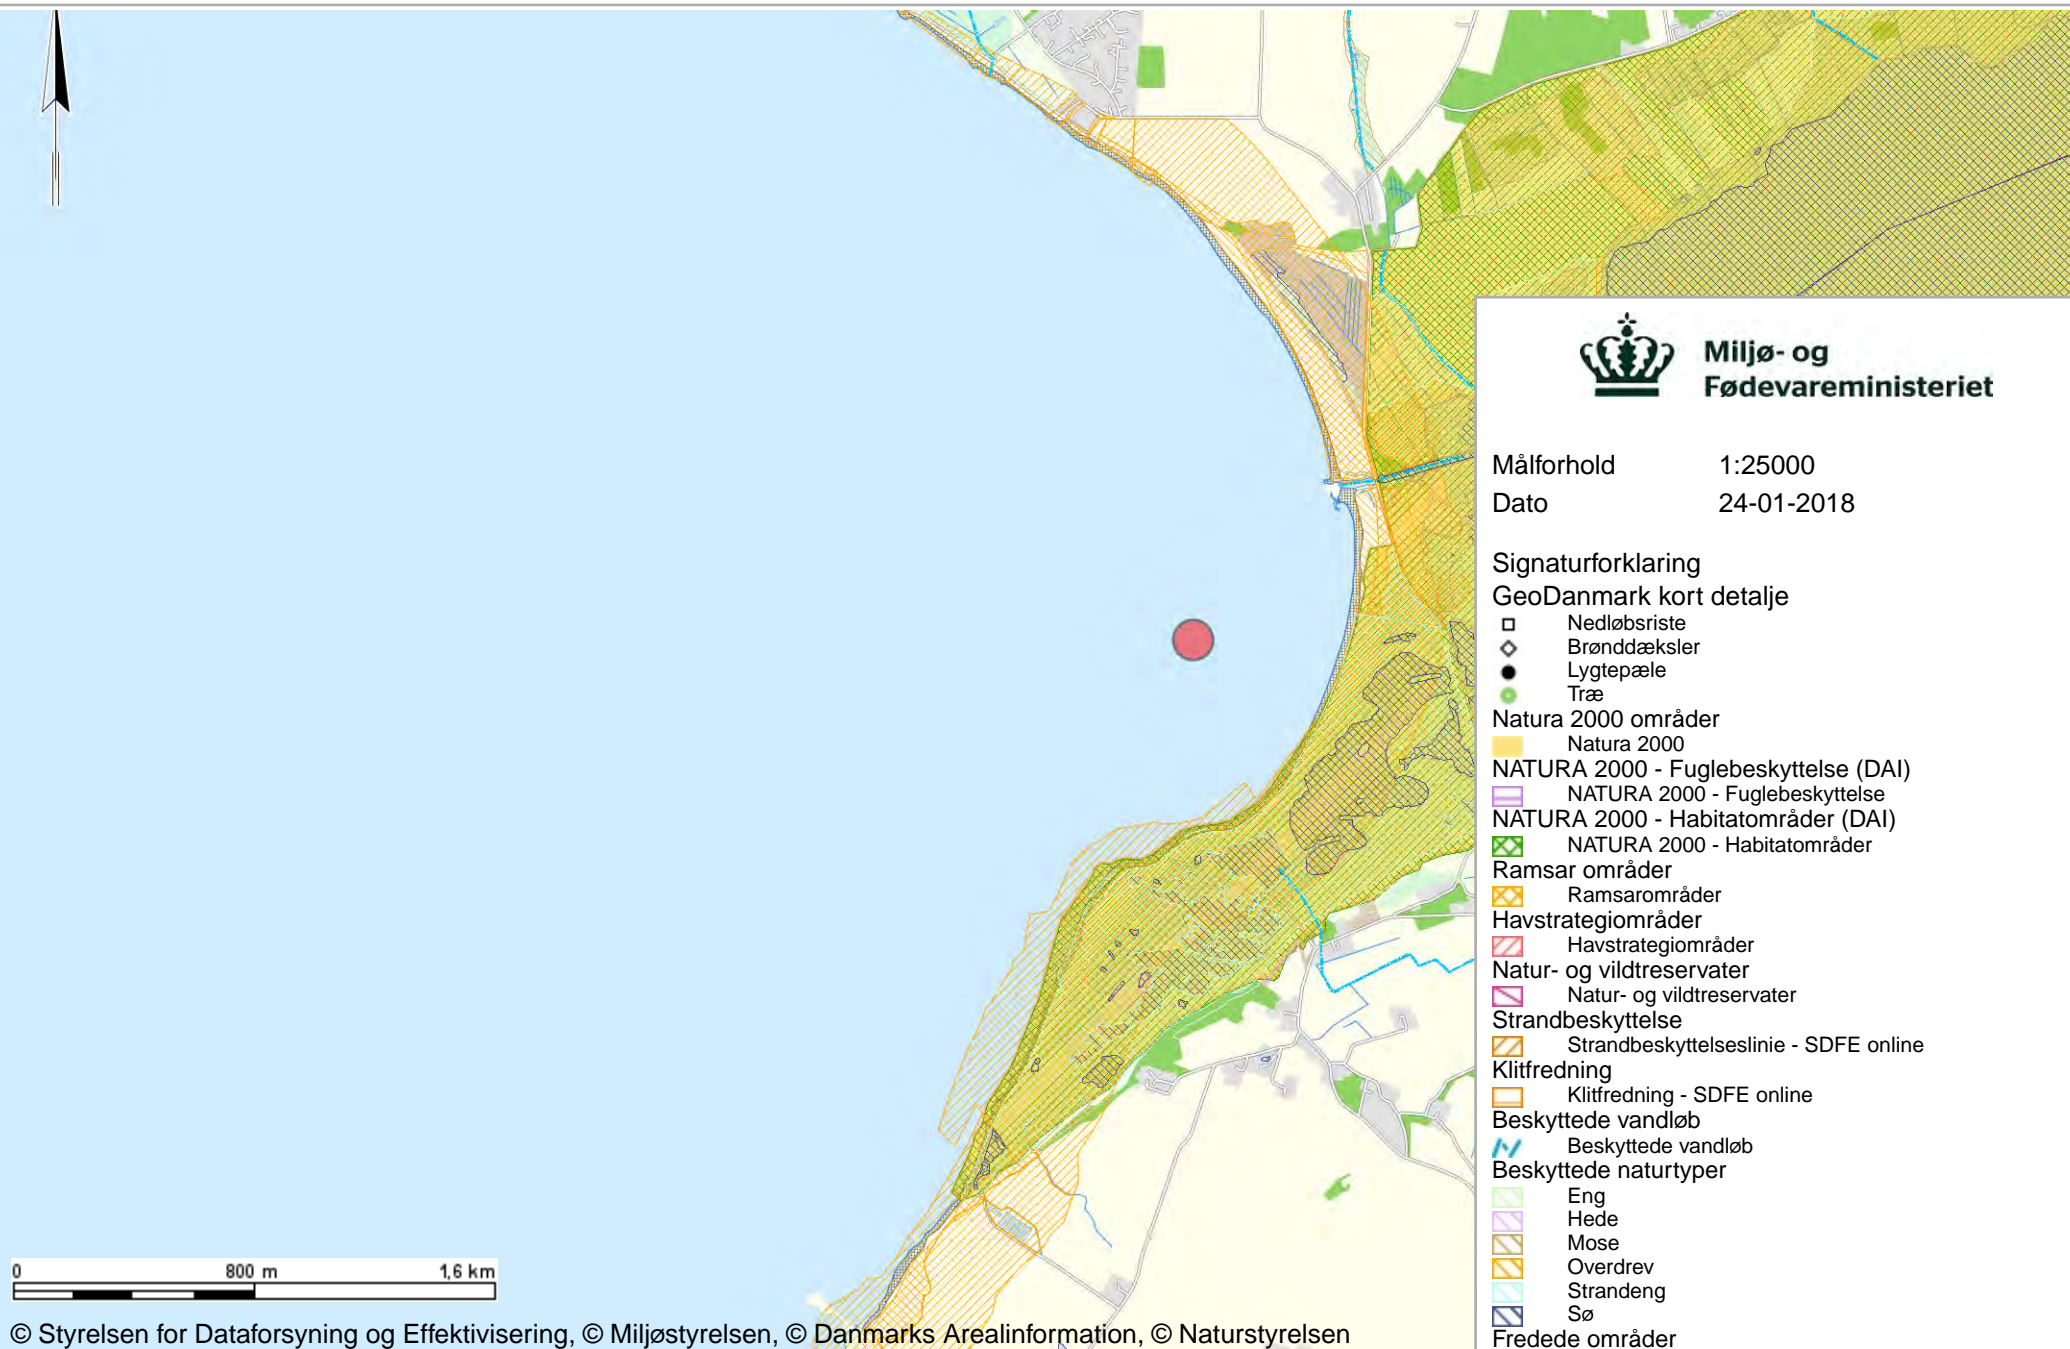 Miljø- og
Fødevareministeriet
Målforhold 1:25000
Dato 24-01-2018
Signaturforklaring
GeoDanmark kort detalje
Nedløbsriste
Brønddæksler
Lygtepæle
Træ
Natura 2000 områder
Natura 2000
NATURA 2000 - Fuglebeskyttelse (DAI)
NATURA 2000 - Fuglebeskyttelse
NATURA 2000 - Habitatområder (DAI)
NATURA 2000 - Habitatområder
Ramsar områder
Ramsarområder
Havstrategiområder
Havstrategiområder
Natur- og vildtreservater
Natur- og vildtreservater
Strandbeskyttelse
Strandbeskyttelseslinie - SDFE online
Klitfredning
Klitfredning - SDFE online
Beskyttede vandløb
Beskyttede vandløb
Beskyttede naturtyper
Eng
Hede
Mose
Overdrev
Strandeng
Sø
Fredede områder
0 800 m 1,6 km
© Styrelsen for Dataforsyning og Effektivisering, © Miljøstyrelsen, © Danmarks Arealinformation, © Naturstyrelsen